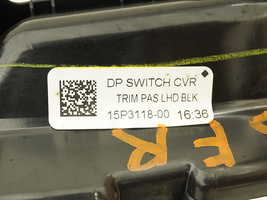 DP SWITCH CVR
TRIM PAS LHD BLK
15P3118-00 16:36
F
R